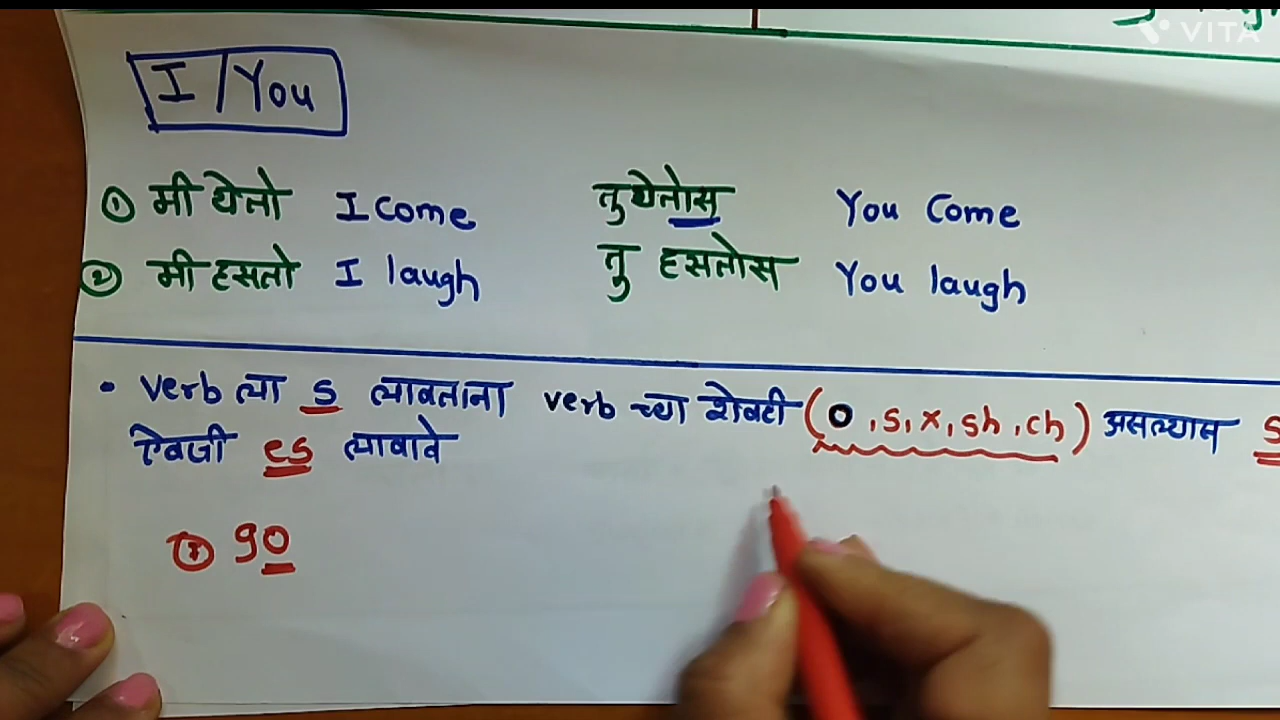 VITA
I / You
① मी येतो I come तु येतोस You Come
② मी हसतो I laugh तु हसतोस You laugh
• verb ला s लावताना verb च्या शेवटी (o, s, x, sh, ch) असल्यास s
ऐवजी es लावावे
① go